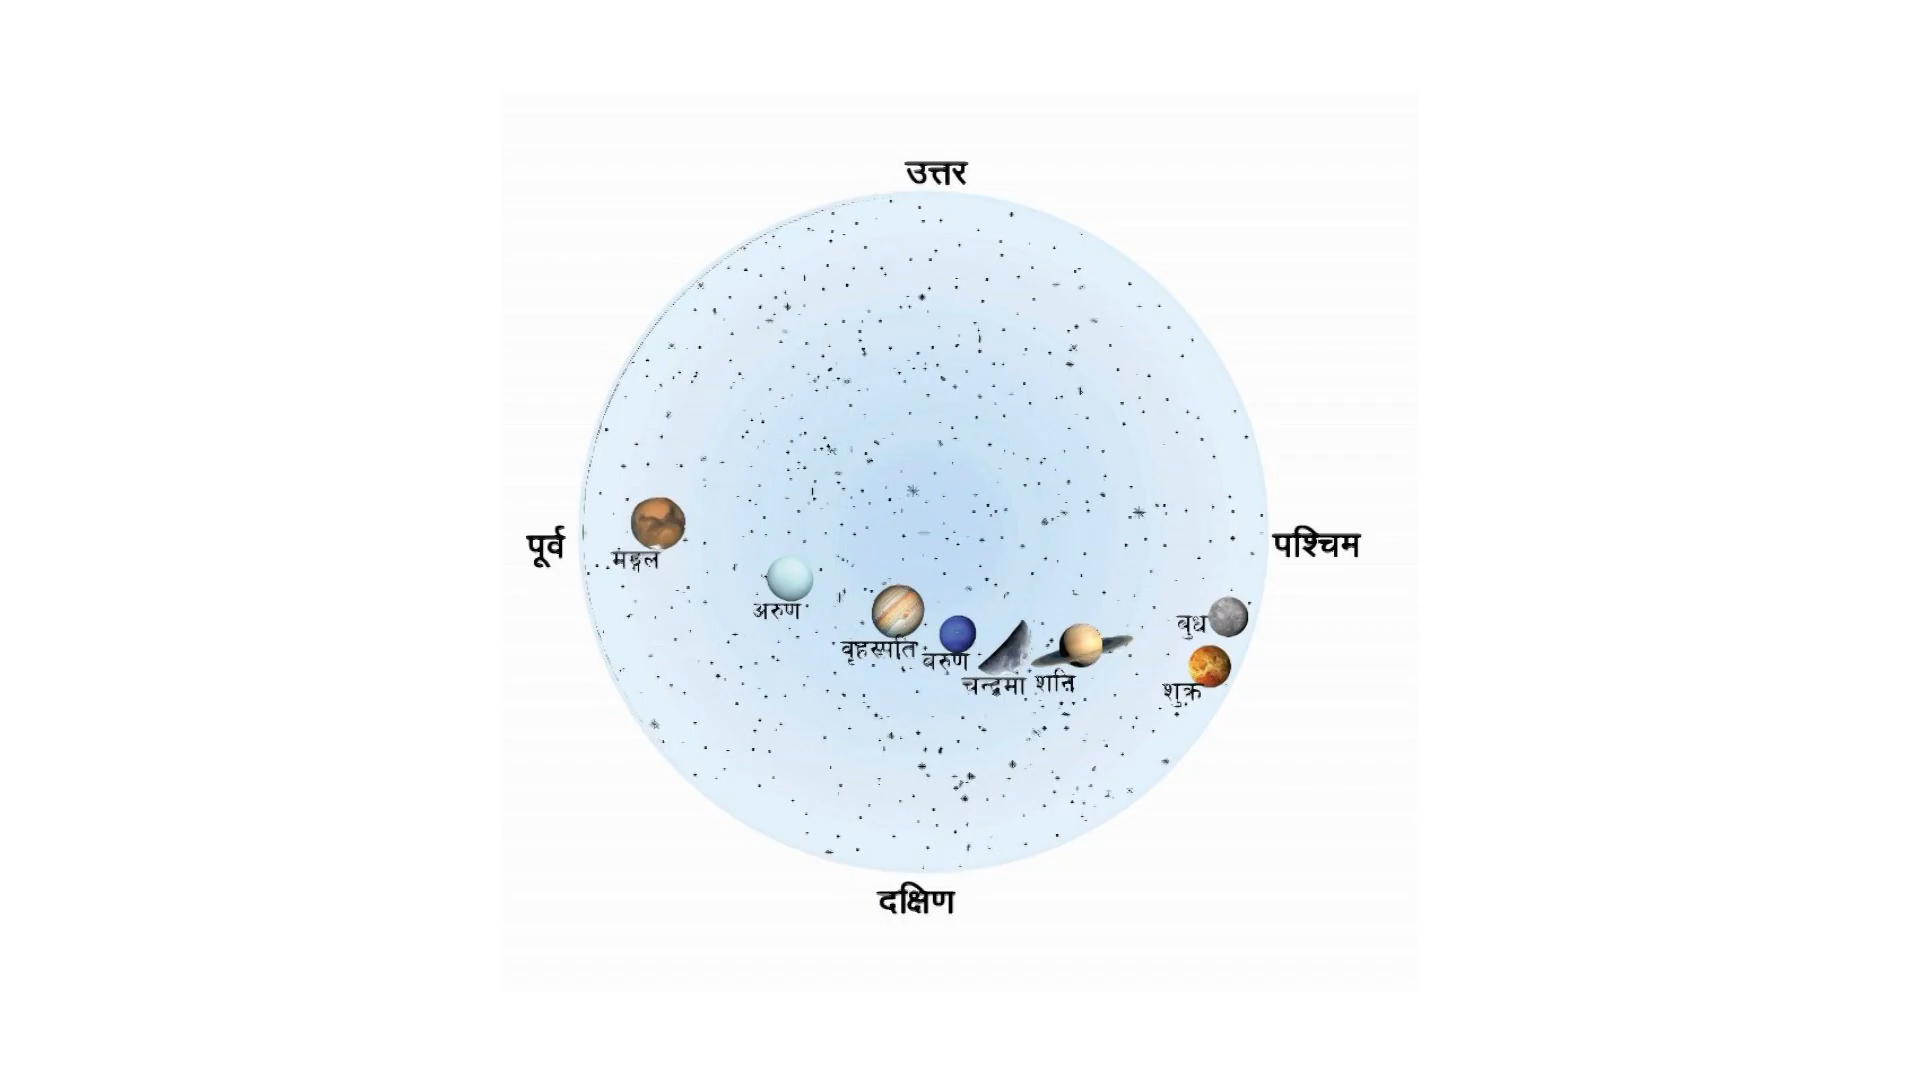 उत्तर
पूर्व
पश्चिम
मङ्गल
अरुण
बृहस्पति
बरुण
चन्द्रमा
शनि
बुध
शुक्र
दक्षिण